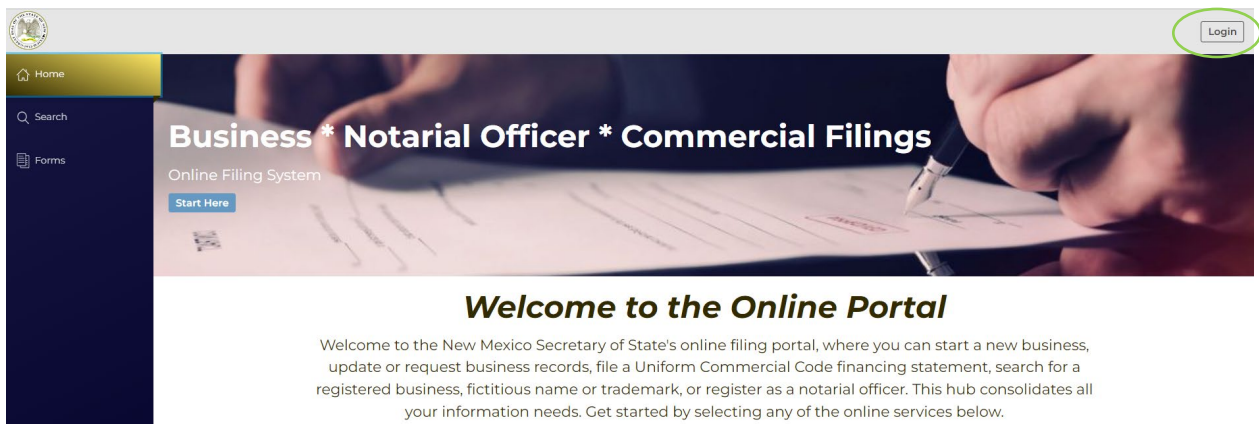 Login
Home
Search
Forms
Business * Notarial Officer * Commercial Filings
Online Filing System
Start Here
Welcome to the Online Portal
Welcome to the New Mexico Secretary of State's online filing portal, where you can start a new business,
update or request business records, file a Uniform Commercial Code financing statement, search for a
registered business, fictitious name or trademark, or register as a notarial officer. This hub consolidates all
your information needs. Get started by selecting any of the online services below.